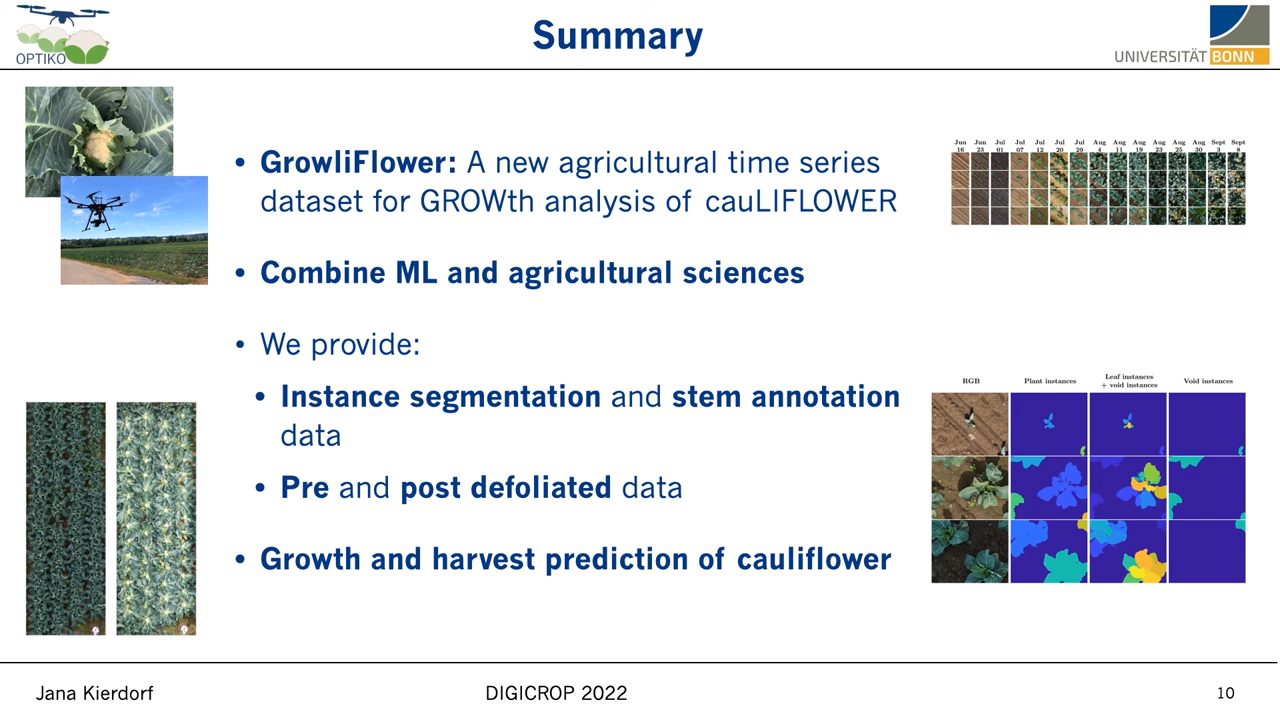 OPTIKO
Summary
UNIVERSITÄT BONN
• GrowliFlower: A new agricultural time series
dataset for GROWth analysis of cauLIFLOWER
• Combine ML and agricultural sciences
• We provide:
• Instance segmentation and stem annotation
data
• Pre and post defoliated data
• Growth and harvest prediction of cauliflower
Jun Jun Jul Jul Jul Jul Jul Aug Aug Aug Aug Aug Aug Sept Sept
16 23 01 07 12 20 29 4 11 19 23 25 30 3 8
RGB
Plant instances
Leaf instances
+ void instances
Void instances
Jana Kierdorf
DIGICROP 2022
10